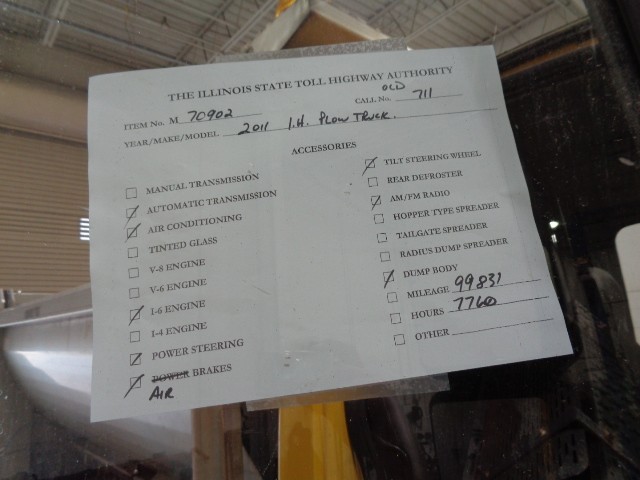 THE ILLINOIS STATE TOLL HIGHWAY AUTHORITY
ITEM No. M 70902 CALL No. OLD 711
YEAR/MAKE/MODEL 2011 I.H. PLOW TRUCK.
ACCESSORIES
MANUAL TRANSMISSION
AUTOMATIC TRANSMISSION
AIR CONDITIONING
TINTED GLASS
V-8 ENGINE
V-6 ENGINE
I-6 ENGINE
I-4 ENGINE
POWER STEERING
POWER BRAKES
AIR
TILT STEERING WHEEL
REAR DEFROSTER
AM/FM RADIO
HOPPER TYPE SPREADER
TAILGATE SPREADER
RADIUS DUMP SPREADER
DUMP BODY
MILEAGE 99831
HOURS 7760
OTHER